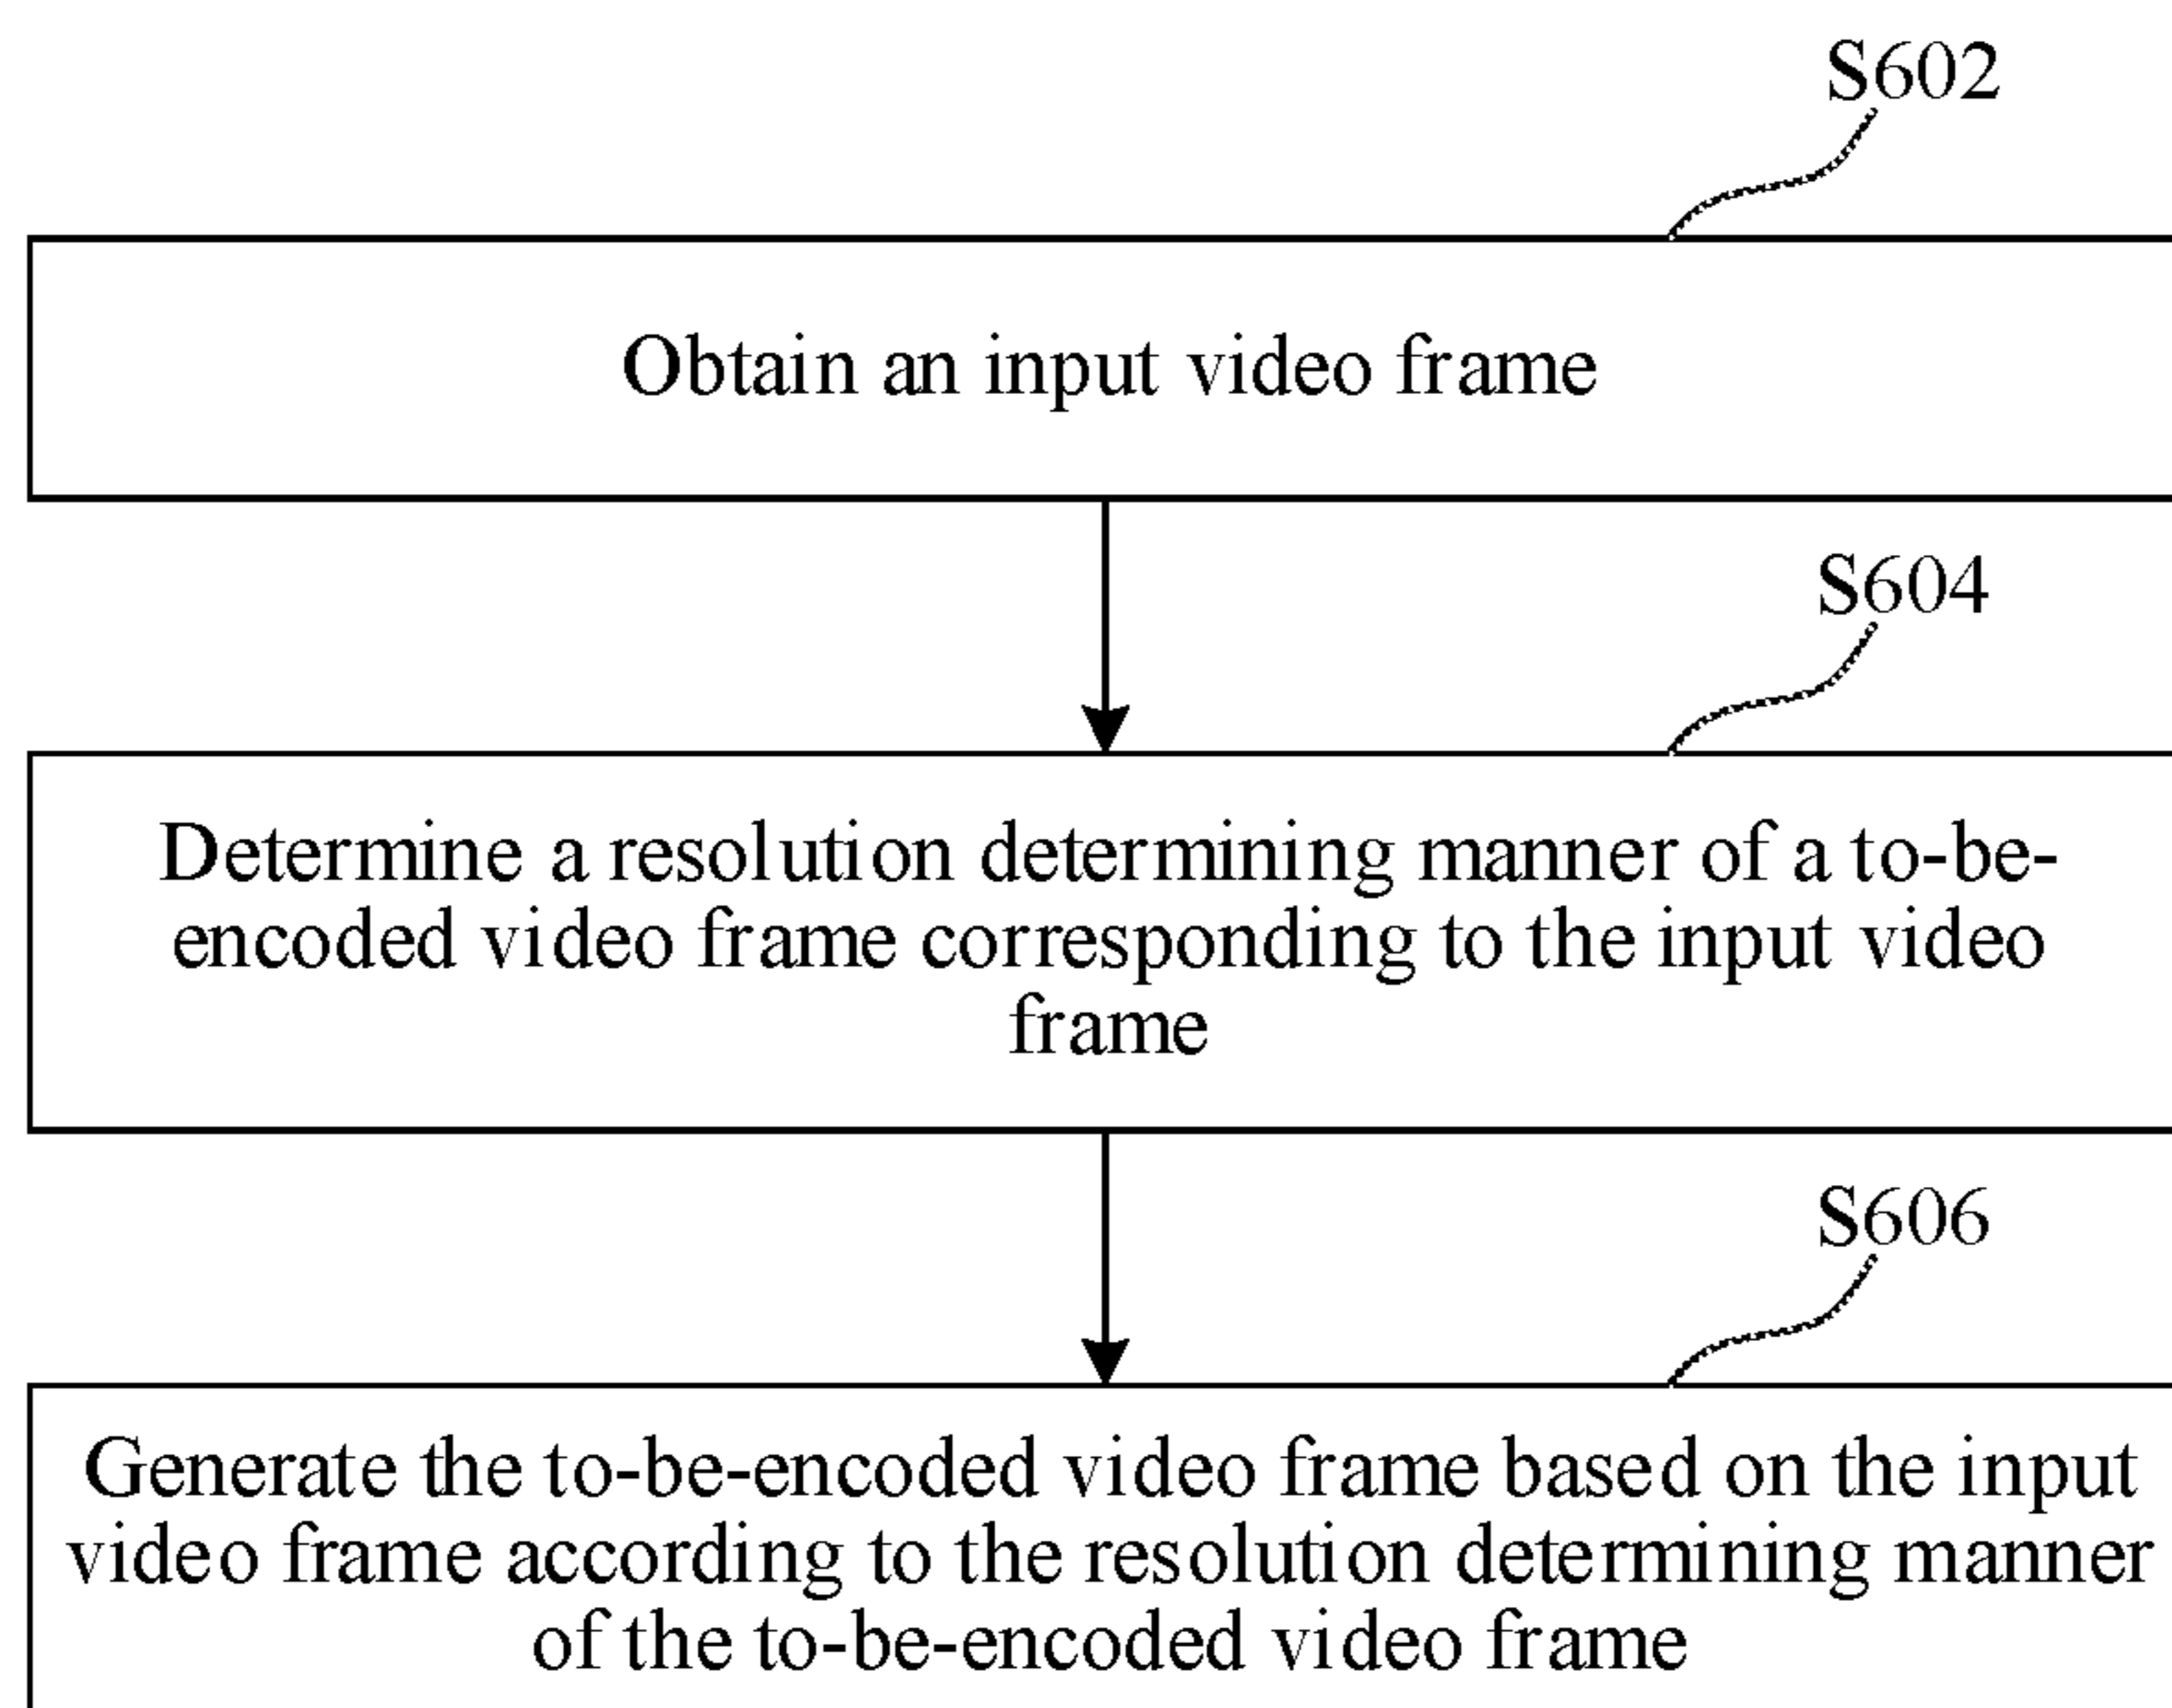 S602
Obtain an input video frame
S604
Determine a resolution determining manner of a to-be-
encoded video frame corresponding to the input video
frame
S606
Generate the to-be-encoded video frame based on the input
video frame according to the resolution determining manner
of the to-be-encoded video frame